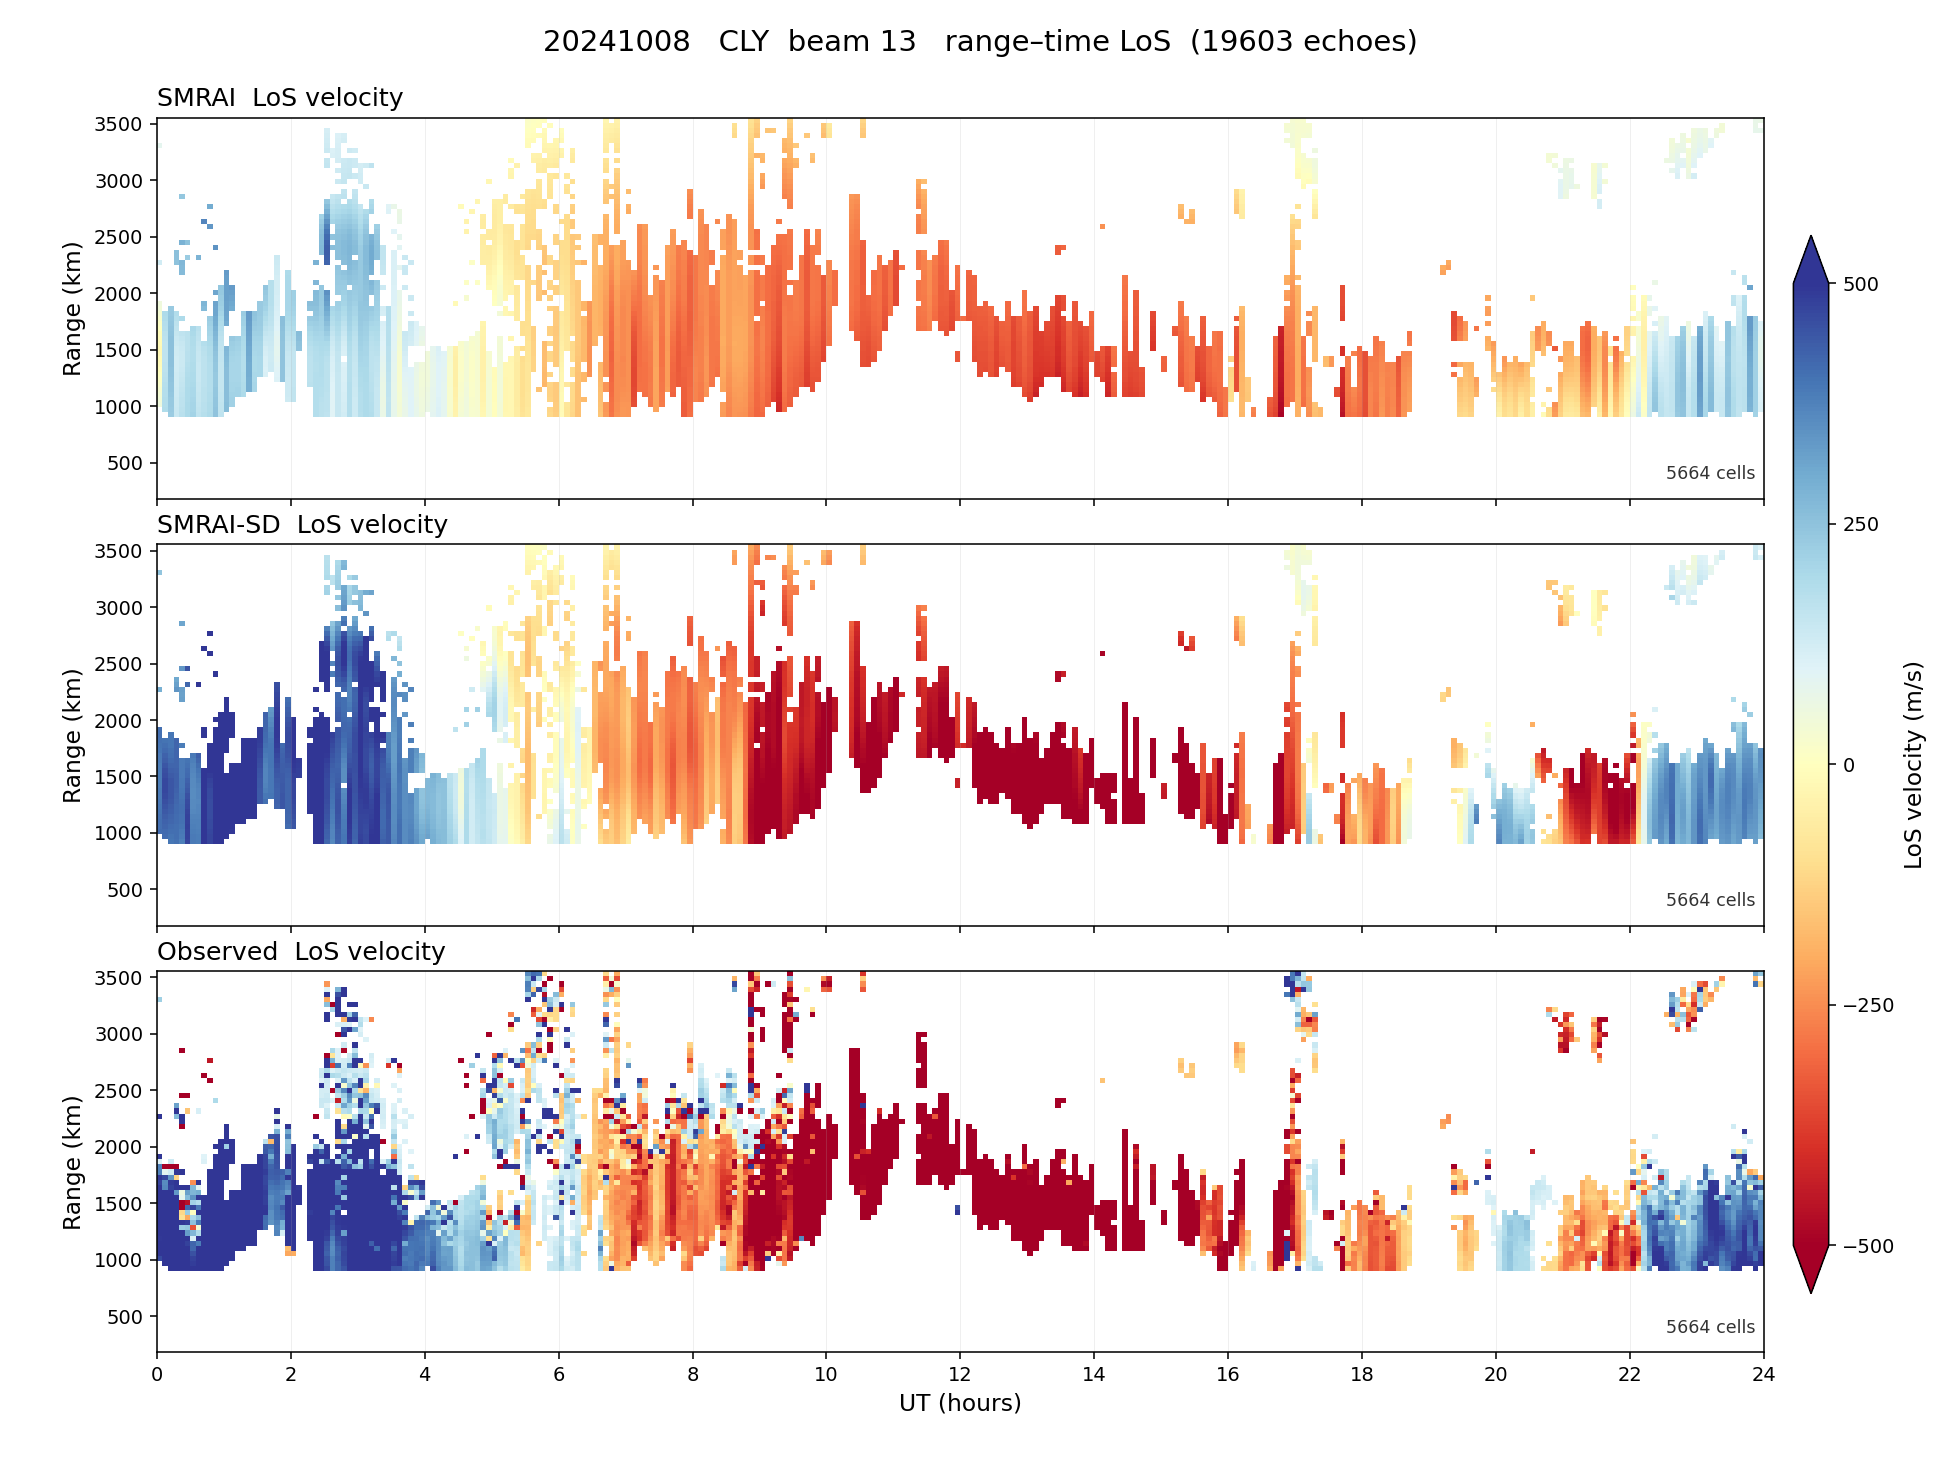 20241008   CLY  beam 13   range–time LoS  (19603 echoes)
SMRAI  LoS velocity
3500
3000
2500
2000
1500
1000
500
Range (km)
5664 cells
SMRAI-SD  LoS velocity
3500
3000
2500
2000
1500
1000
500
Range (km)
5664 cells
Observed  LoS velocity
3500
3000
2500
2000
1500
1000
500
Range (km)
5664 cells
0 2 4 6 8 10 12 14 16 18 20 22 24
UT (hours)
500
250
0
−250
−500
LoS velocity (m/s)